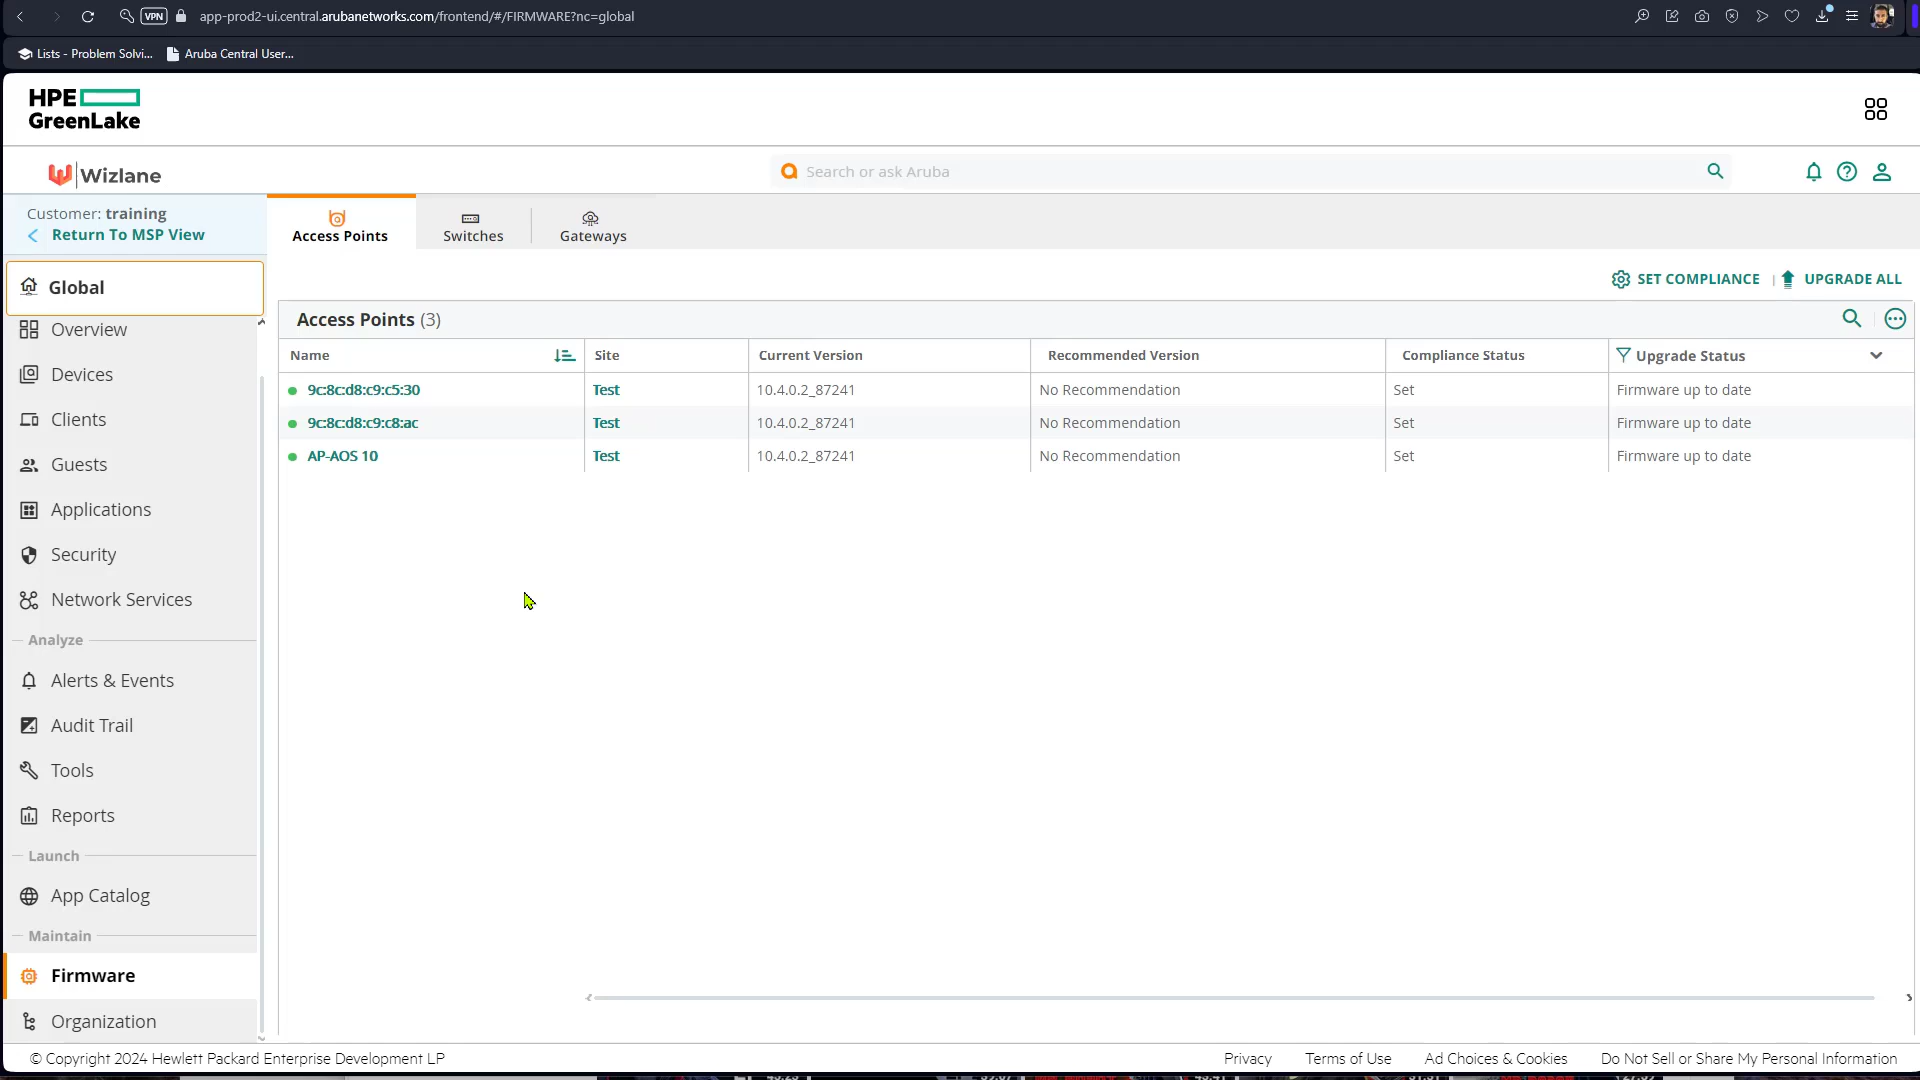 VPN
app-prod2-ui.central.arubanetworks.com/frontend/#/FIRMWARE?nc=global
Lists - Problem Solvi...
Aruba Central User...
HPE
GreenLake
Wizlane
Search or ask Aruba
Customer: training
Return To MSP View
Access Points
Switches
Gateways
Global
SET COMPLIANCE
UPGRADE ALL
Access Points (3)
Name Site Current Version Recommended Version Compliance Status Upgrade Status
9c:8c:d8:c9:c5:30 Test 10.4.0.2_87241 No Recommendation Set Firmware up to date
9c:8c:d8:c9:c8:ac Test 10.4.0.2_87241 No Recommendation Set Firmware up to date
AP-AOS 10 Test 10.4.0.2_87241 No Recommendation Set Firmware up to date
Overview
Devices
Clients
Guests
Applications
Security
Network Services
Analyze
Alerts & Events
Audit Trail
Tools
Reports
Launch
App Catalog
Maintain
Firmware
Organization
© Copyright 2024 Hewlett Packard Enterprise Development LP
Privacy
Terms of Use
Ad Choices & Cookies
Do Not Sell or Share My Personal Information